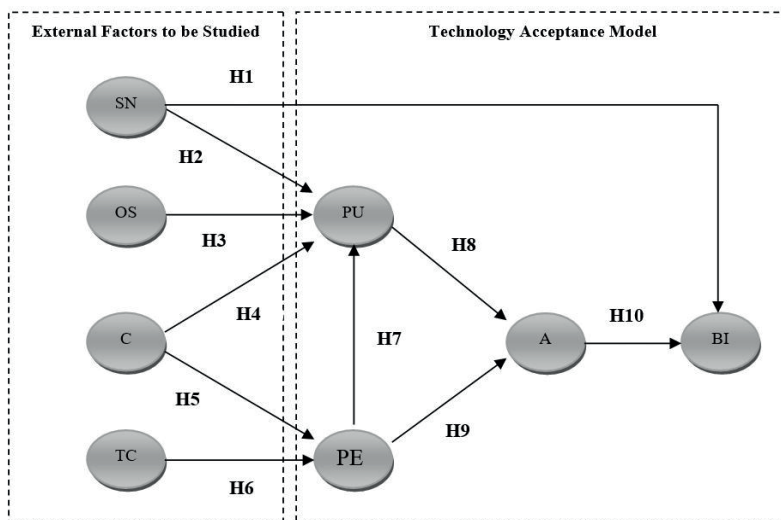 External Factors to be Studied
Technology Acceptance Model
H1
SN
H2
OS
PU
H3
H8
H4
H7
H10
C
A
BI
H5
H9
TC
PE
H6